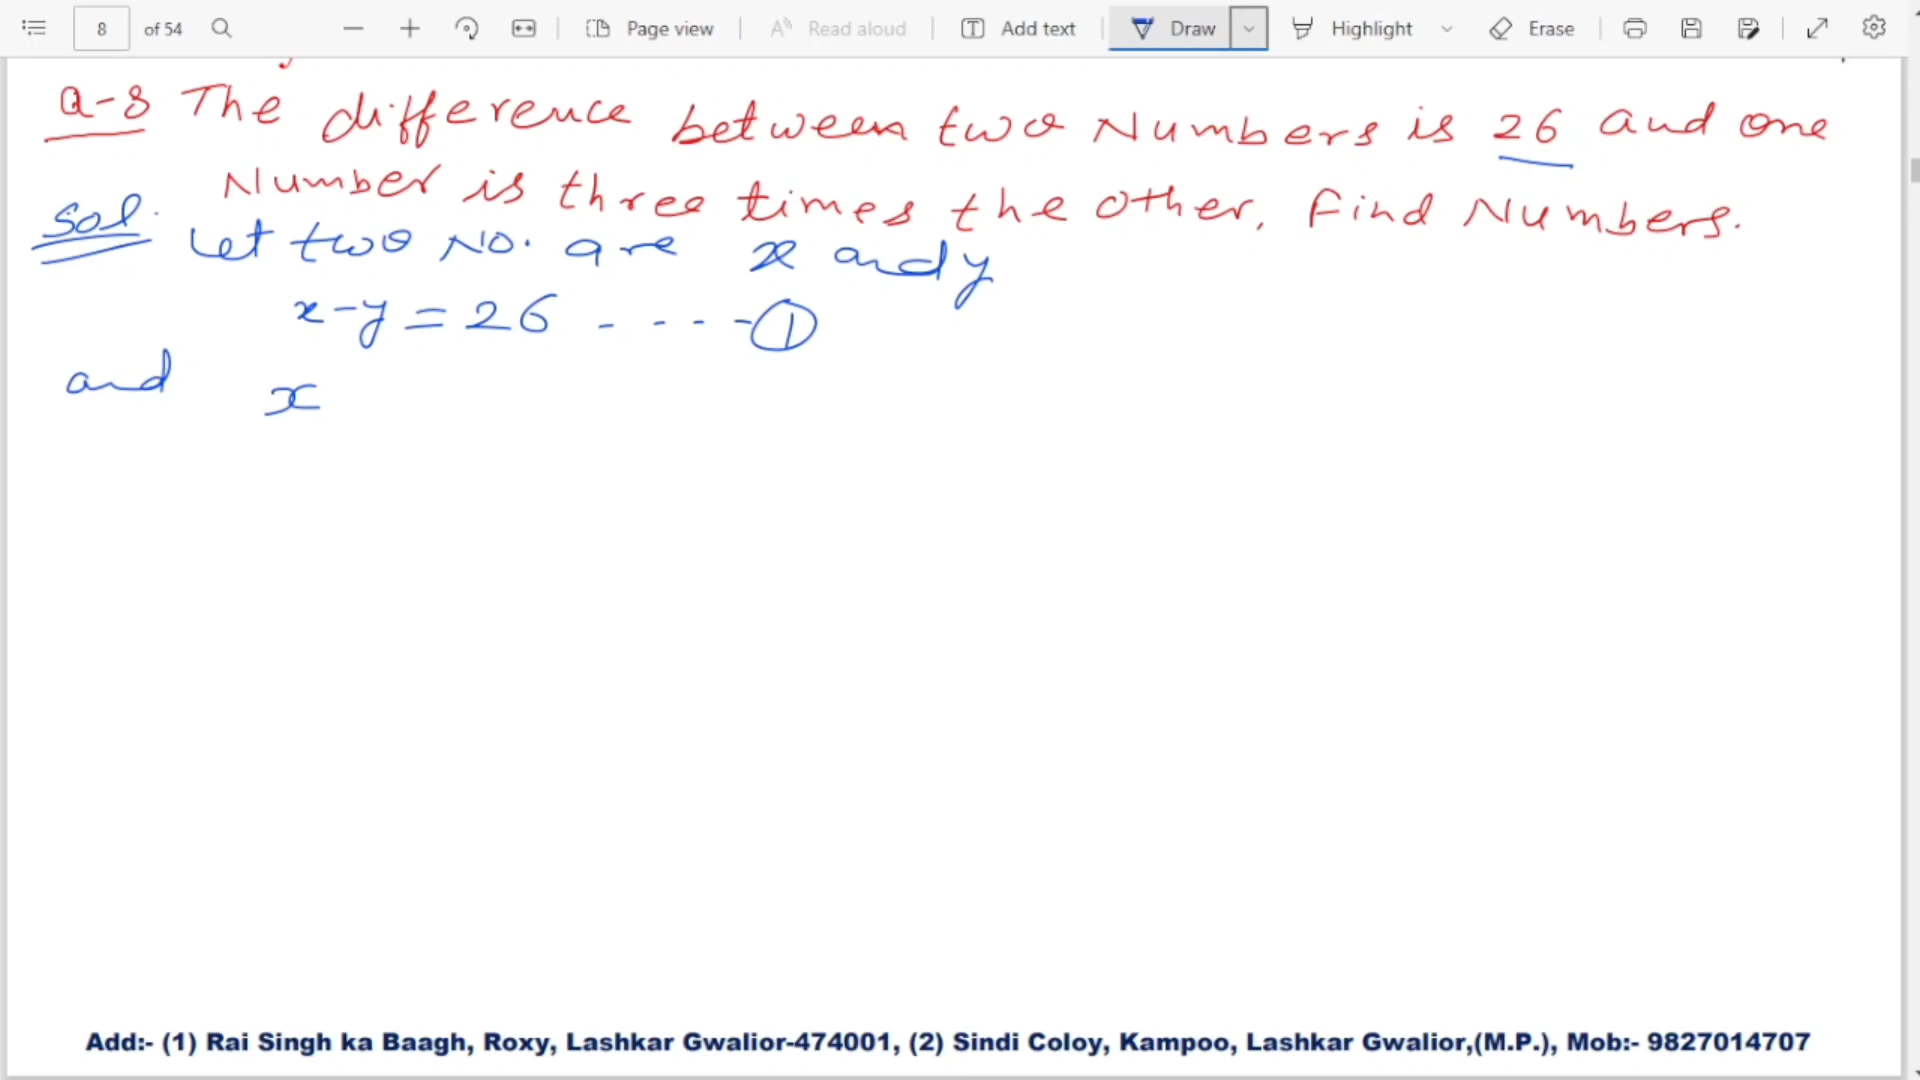 8 of 54 Page view Read aloud Add text Draw Highlight Erase
Q-8 The difference between two Numbers is 26 and one
Number is three times the other. Find Numbers.
Sol. Let two No. are x and y
x-y=26 - - - - - ①
and x
Add:- (1) Rai Singh ka Baagh, Roxy, Lashkar Gwalior-474001, (2) Sindi Coloy, Kampoo, Lashkar Gwalior,(M.P.), Mob:- 9827014707